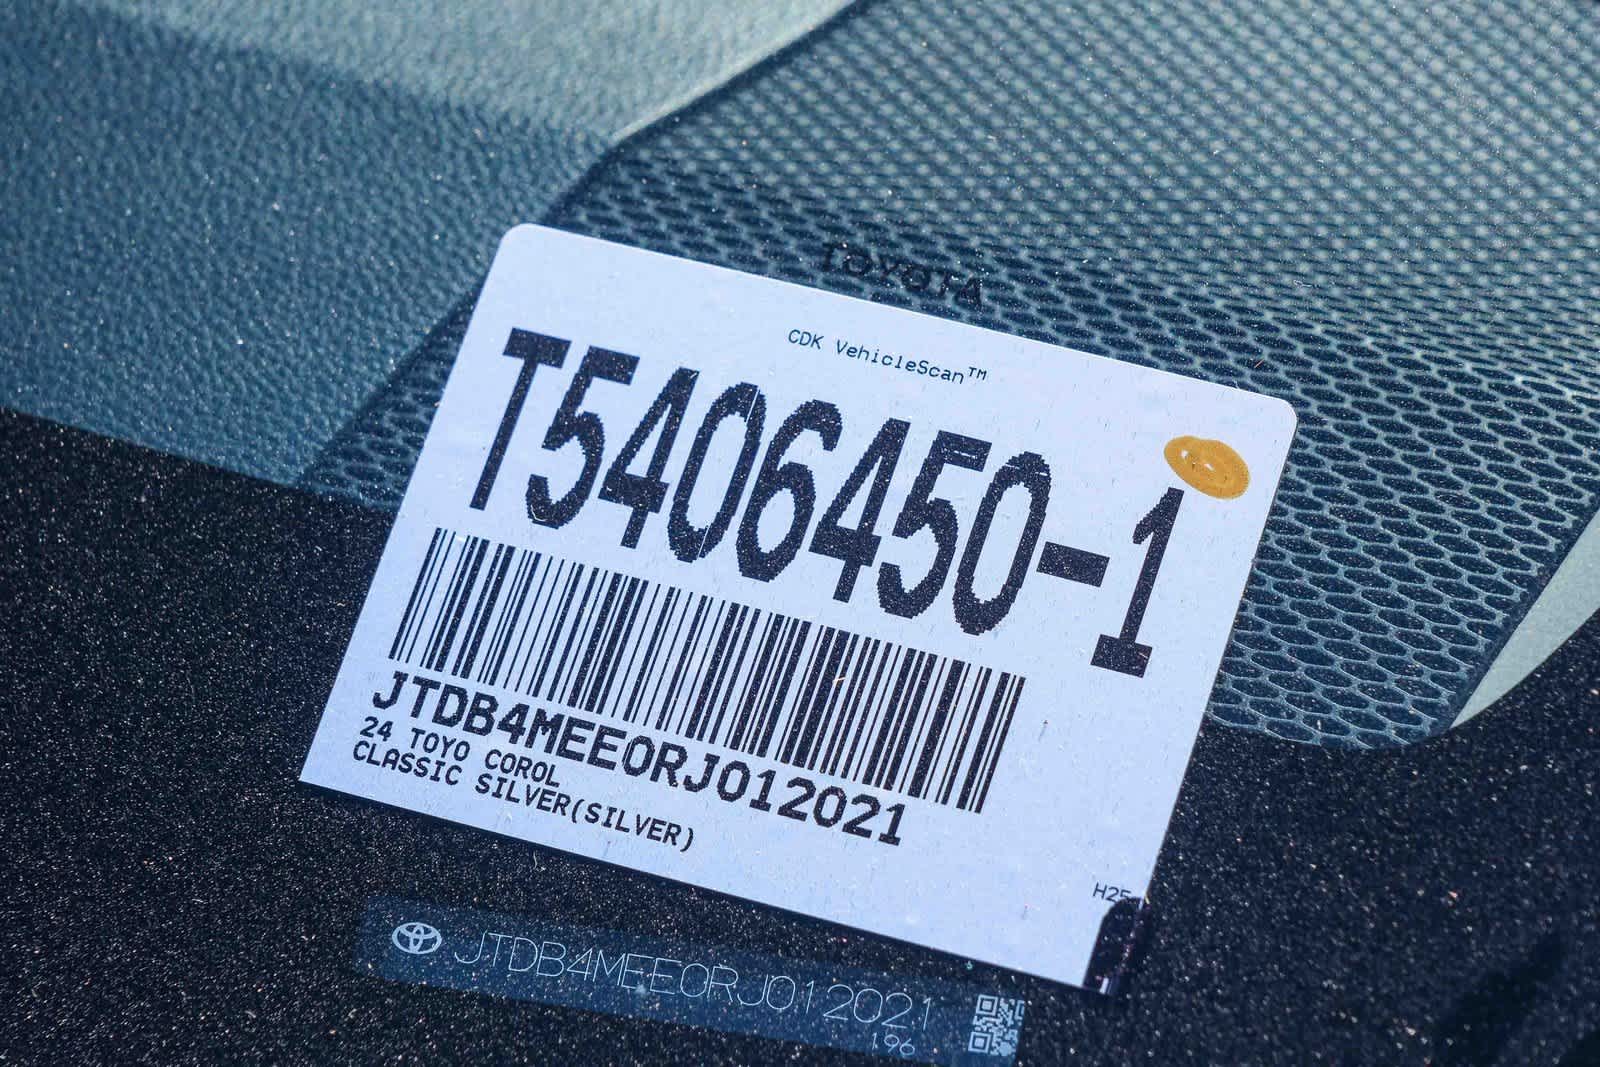 TOYOTA
CDK VehicleScan™
T5406450-1
JTDB4MEE0RJ012021
24 TOYO COROL
CLASSIC SILVER(SILVER)
H25
JTDB4MEE0RJ012021
196